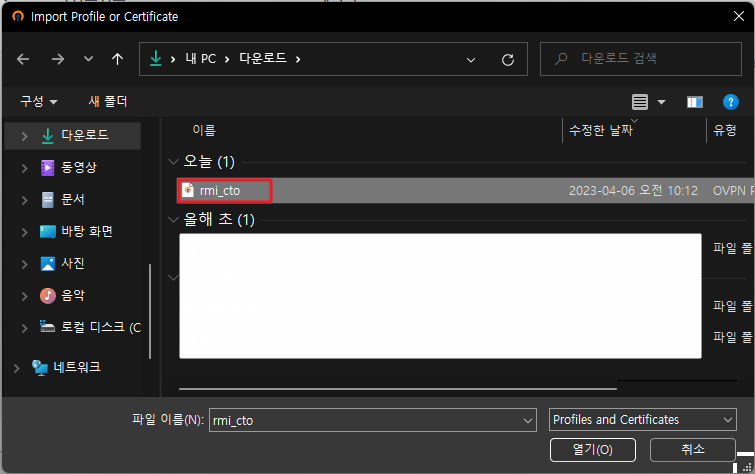 Import Profile or Certificate
내 PC 다운로드
다운로드 검색
구성 새 폴더
이름 수정한 날짜 유형
다운로드
동영상
문서
바탕 화면
사진
음악
로컬 디스크 (C
네트워크
오늘 (1)
rmi_cto 2023-04-06 오전 10:12 OVPN P
올해 초 (1)
파일 폴
파일 폴
파일 폴
파일 이름(N): rmi_cto Profiles and Certificates
열기(O) 취소